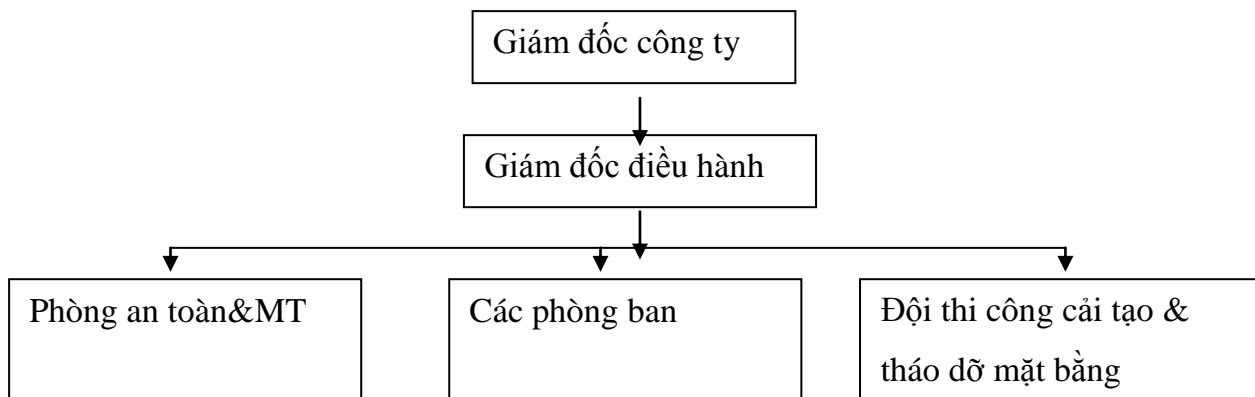 Giám đốc công ty
Giám đốc điều hành
Phòng an toàn&MT
Các phòng ban
Đội thi công cải tạo &
tháo dỡ mặt bằng